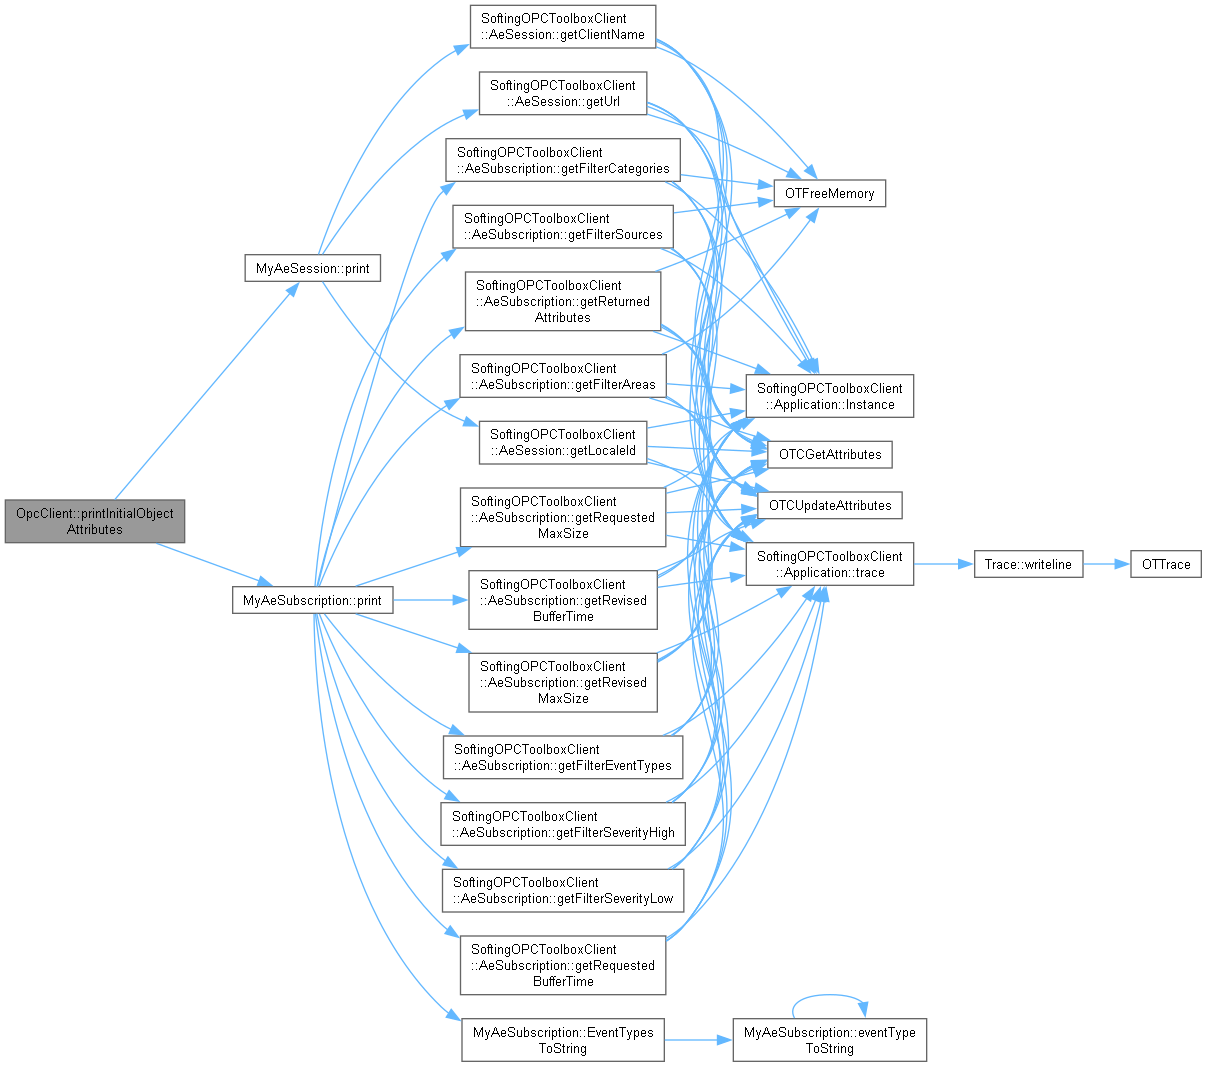 OpcClient::printInitialObject
Attributes
MyAeSession::print
MyAeSubscription::print
SoftingOPCToolboxClient
::AeSession::getClientName
SoftingOPCToolboxClient
::AeSession::getUrl
SoftingOPCToolboxClient
::AeSubscription::getFilterCategories
SoftingOPCToolboxClient
::AeSubscription::getFilterSources
SoftingOPCToolboxClient
::AeSubscription::getReturned
Attributes
SoftingOPCToolboxClient
::AeSubscription::getFilterAreas
SoftingOPCToolboxClient
::AeSession::getLocaleId
SoftingOPCToolboxClient
::AeSubscription::getRequested
MaxSize
SoftingOPCToolboxClient
::AeSubscription::getRevised
BufferTime
SoftingOPCToolboxClient
::AeSubscription::getRevised
MaxSize
SoftingOPCToolboxClient
::AeSubscription::getFilterEventTypes
SoftingOPCToolboxClient
::AeSubscription::getFilterSeverityHigh
SoftingOPCToolboxClient
::AeSubscription::getFilterSeverityLow
SoftingOPCToolboxClient
::AeSubscription::getRequested
BufferTime
MyAeSubscription::EventTypes
ToString
OTFreeMemory
SoftingOPCToolboxClient
::Application::Instance
OTCGetAttributes
OTCUpdateAttributes
SoftingOPCToolboxClient
::Application::trace
Trace::writeline
OTTrace
MyAeSubscription::eventType
ToString